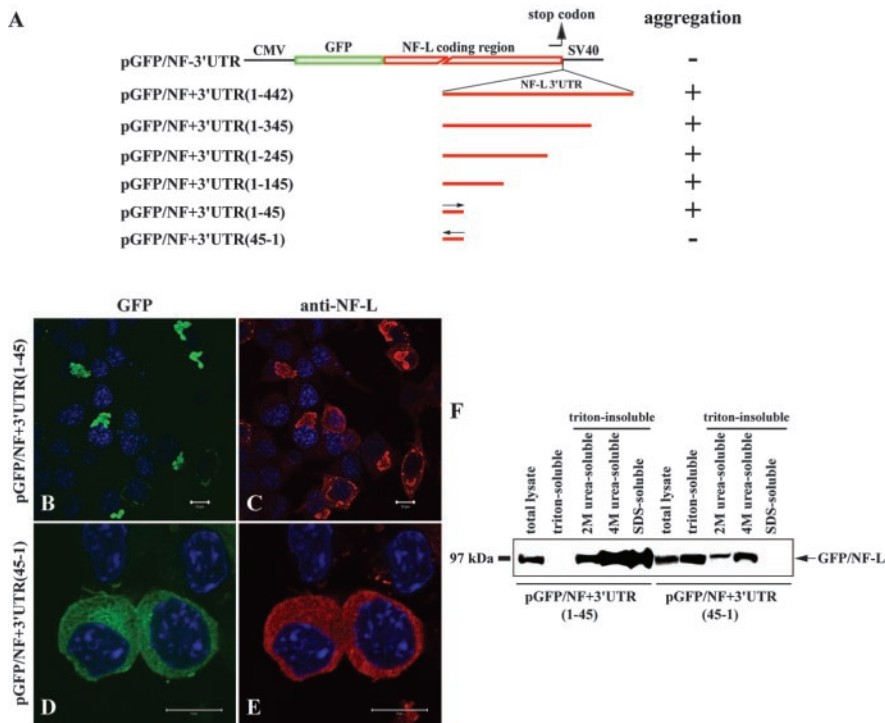 A
stop codon
aggregation
CMV GFP NF-L coding region SV40
pGFP/NF-3'UTR -
NF-L 3'UTR
pGFP/NF+3'UTR(1-442) +
pGFP/NF+3'UTR(1-345) +
pGFP/NF+3'UTR(1-245) +
pGFP/NF+3'UTR(1-145) +
pGFP/NF+3'UTR(1-45) +
pGFP/NF+3'UTR(45-1) -
GFP anti-NF-L
pGFP/NF+3'UTR(1-45)
B C
pGFP/NF+3'UTR(45-1)
D E
F
triton-insoluble triton-insoluble
total lysate
triton-soluble
2M urea-soluble
4M urea-soluble
SDS-soluble
total lysate
triton-soluble
2M urea-soluble
4M urea-soluble
SDS-soluble
97 kDa GFP/NF-L
pGFP/NF+3'UTR pGFP/NF+3'UTR
(1-45) (45-1)